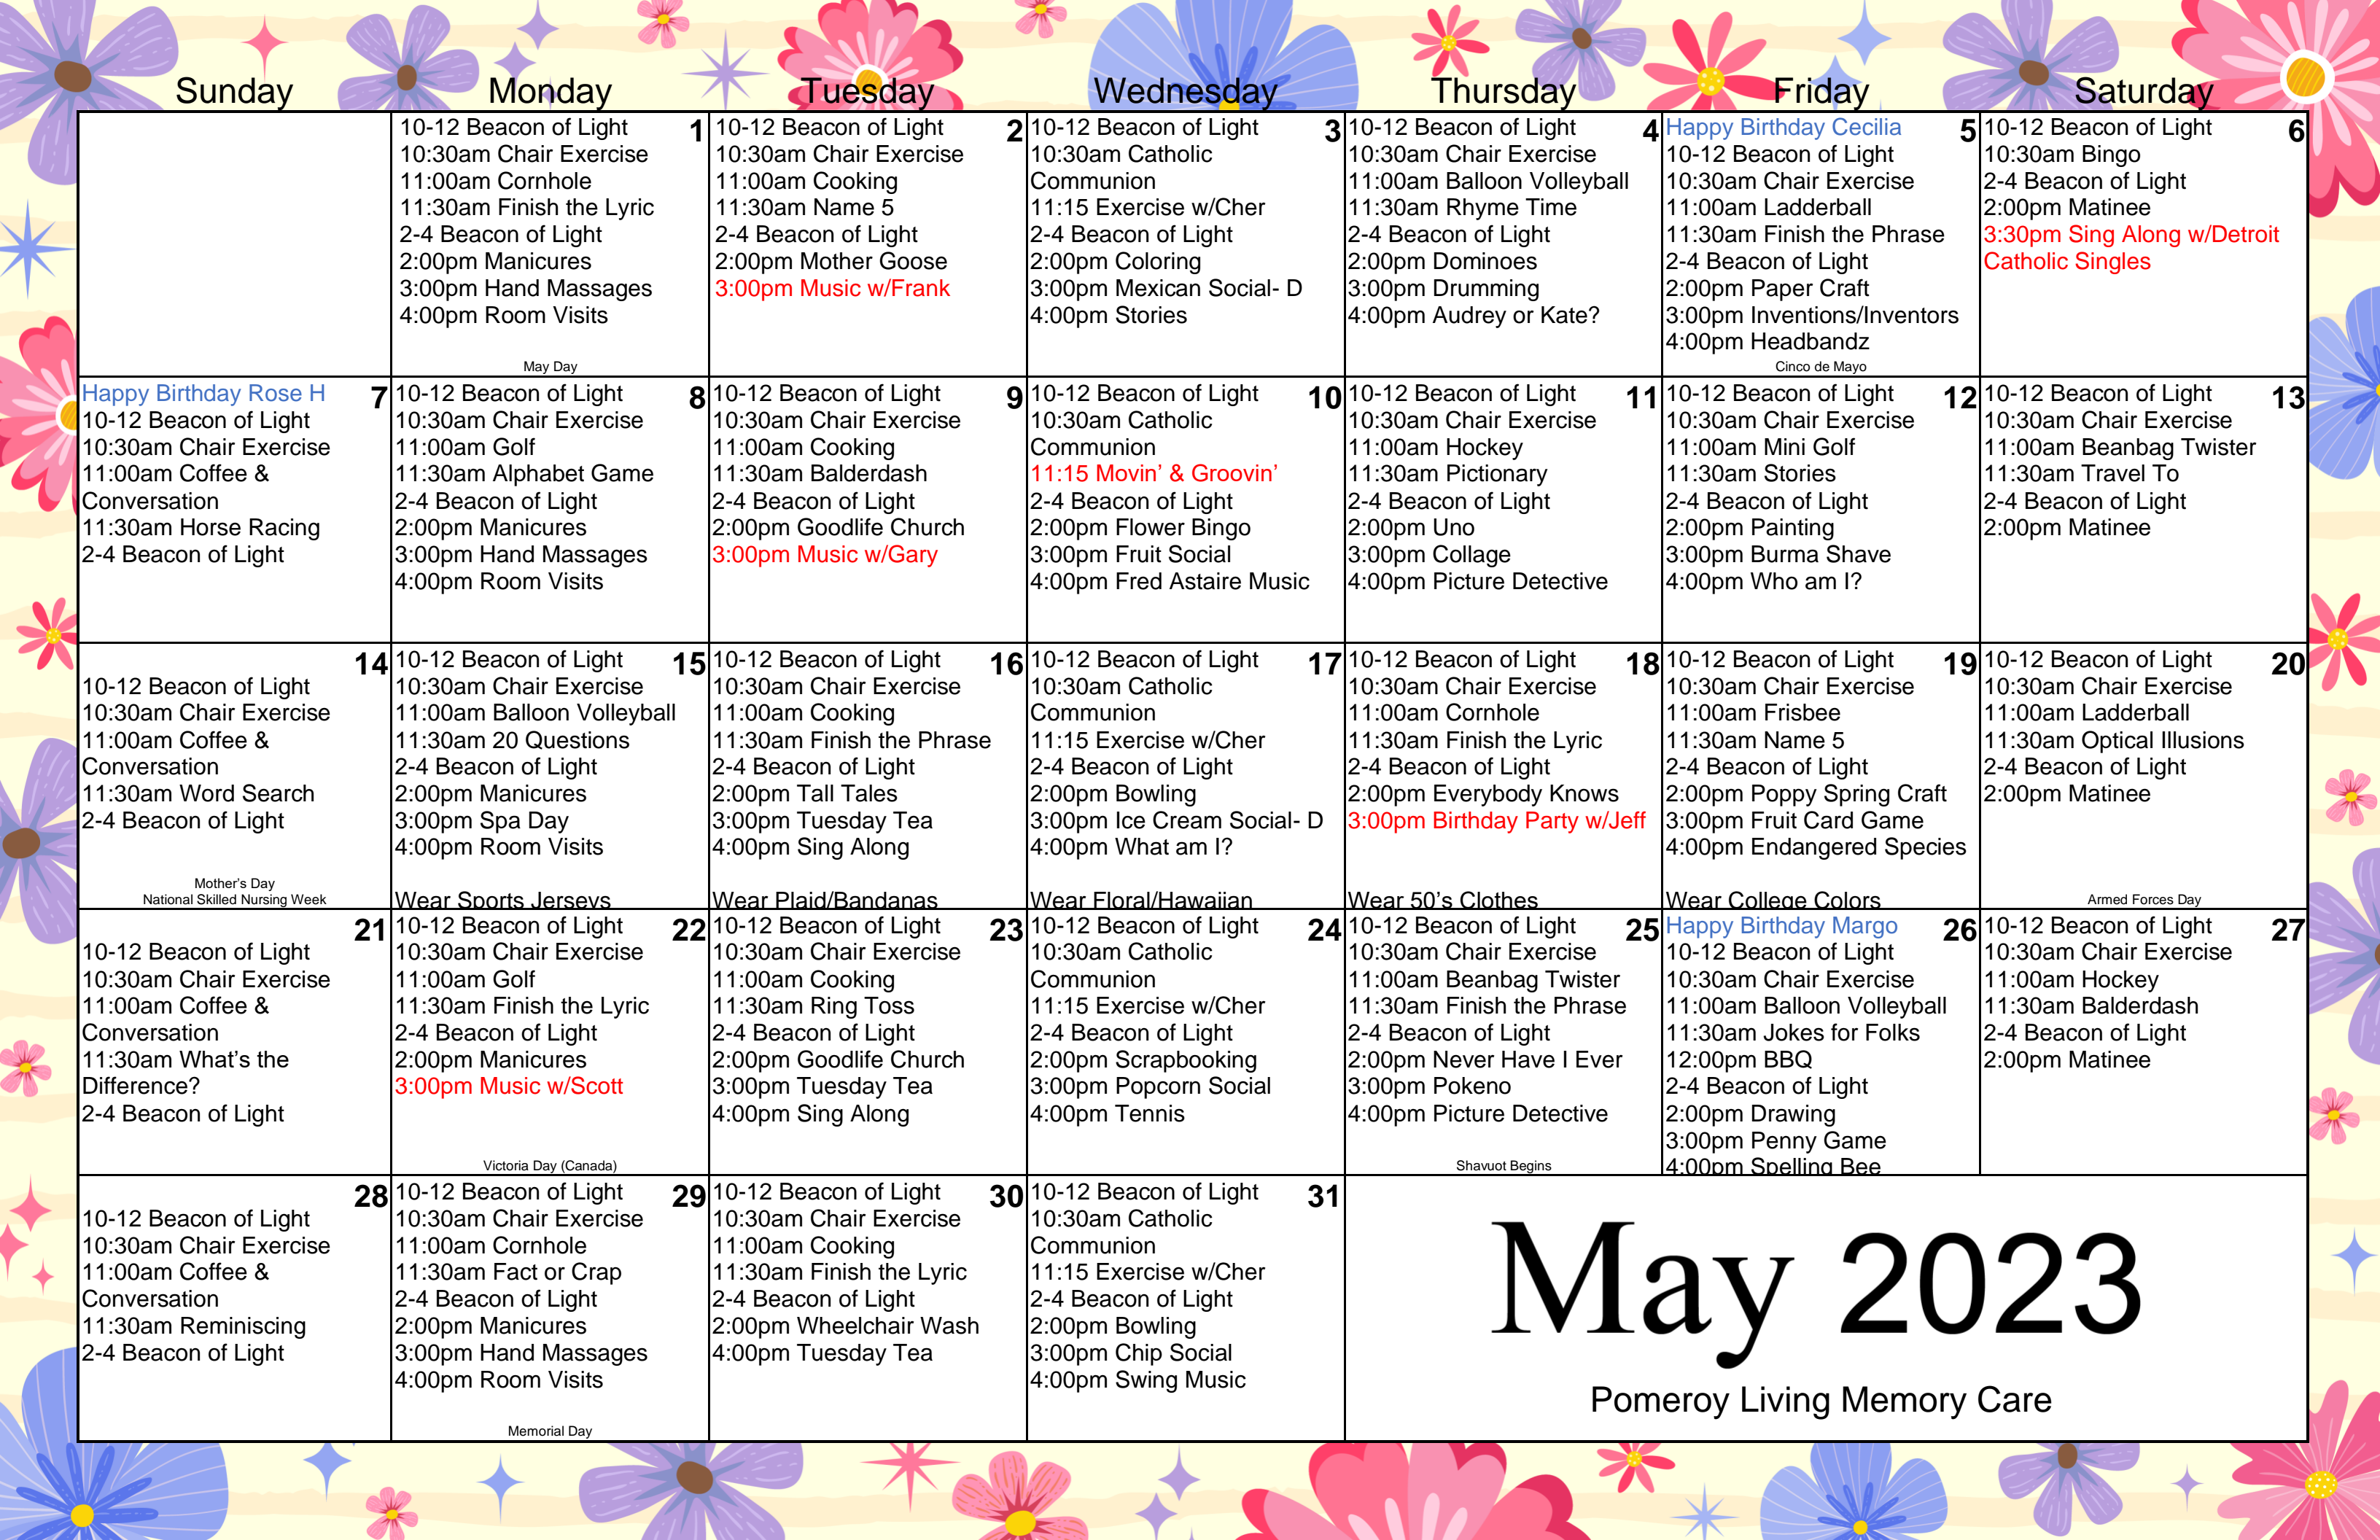 Sunday Monday Tuesday Wednesday Thursday Friday Saturday
1
10-12 Beacon of Light
10:30am Chair Exercise
11:00am Cornhole
11:30am Finish the Lyric
2-4 Beacon of Light
2:00pm Manicures
3:00pm Hand Massages
4:00pm Room Visits
May Day
2
10-12 Beacon of Light
10:30am Chair Exercise
11:00am Cooking
11:30am Name 5
2-4 Beacon of Light
2:00pm Mother Goose
3:00pm Music w/Frank
3
10-12 Beacon of Light
10:30am Catholic
Communion
11:15 Exercise w/Cher
2-4 Beacon of Light
2:00pm Coloring
3:00pm Mexican Social- D
4:00pm Stories
4
10-12 Beacon of Light
10:30am Chair Exercise
11:00am Balloon Volleyball
11:30am Rhyme Time
2-4 Beacon of Light
2:00pm Dominoes
3:00pm Drumming
4:00pm Audrey or Kate?
5
Happy Birthday Cecilia
10-12 Beacon of Light
10:30am Chair Exercise
11:00am Ladderball
11:30am Finish the Phrase
2-4 Beacon of Light
2:00pm Paper Craft
3:00pm Inventions/Inventors
4:00pm Headbandz
Cinco de Mayo
6
10-12 Beacon of Light
10:30am Bingo
2-4 Beacon of Light
2:00pm Matinee
3:30pm Sing Along w/Detroit
Catholic Singles
7
Happy Birthday Rose H
10-12 Beacon of Light
10:30am Chair Exercise
11:00am Coffee &
Conversation
11:30am Horse Racing
2-4 Beacon of Light
8
10-12 Beacon of Light
10:30am Chair Exercise
11:00am Golf
11:30am Alphabet Game
2-4 Beacon of Light
2:00pm Manicures
3:00pm Hand Massages
4:00pm Room Visits
9
10-12 Beacon of Light
10:30am Chair Exercise
11:00am Cooking
11:30am Balderdash
2-4 Beacon of Light
2:00pm Goodlife Church
3:00pm Music w/Gary
10
10-12 Beacon of Light
10:30am Catholic
Communion
11:15 Movin’ & Groovin’
2-4 Beacon of Light
2:00pm Flower Bingo
3:00pm Fruit Social
4:00pm Fred Astaire Music
11
10-12 Beacon of Light
10:30am Chair Exercise
11:00am Hockey
11:30am Pictionary
2-4 Beacon of Light
2:00pm Uno
3:00pm Collage
4:00pm Picture Detective
12
10-12 Beacon of Light
10:30am Chair Exercise
11:00am Mini Golf
11:30am Stories
2-4 Beacon of Light
2:00pm Painting
3:00pm Burma Shave
4:00pm Who am I?
13
10-12 Beacon of Light
10:30am Chair Exercise
11:00am Beanbag Twister
11:30am Travel To
2-4 Beacon of Light
2:00pm Matinee
14
10-12 Beacon of Light
10:30am Chair Exercise
11:00am Coffee &
Conversation
11:30am Word Search
2-4 Beacon of Light
Mother’s Day
National Skilled Nursing Week
15
10-12 Beacon of Light
10:30am Chair Exercise
11:00am Balloon Volleyball
11:30am 20 Questions
2-4 Beacon of Light
2:00pm Manicures
3:00pm Spa Day
4:00pm Room Visits
Wear Sports Jerseys
16
10-12 Beacon of Light
10:30am Chair Exercise
11:00am Cooking
11:30am Finish the Phrase
2-4 Beacon of Light
2:00pm Tall Tales
3:00pm Tuesday Tea
4:00pm Sing Along
Wear Plaid/Bandanas
17
10-12 Beacon of Light
10:30am Catholic
Communion
11:15 Exercise w/Cher
2-4 Beacon of Light
2:00pm Bowling
3:00pm Ice Cream Social- D
4:00pm What am I?
Wear Floral/Hawaiian
18
10-12 Beacon of Light
10:30am Chair Exercise
11:00am Cornhole
11:30am Finish the Lyric
2-4 Beacon of Light
2:00pm Everybody Knows
3:00pm Birthday Party w/Jeff
Wear 50’s Clothes
19
10-12 Beacon of Light
10:30am Chair Exercise
11:00am Frisbee
11:30am Name 5
2-4 Beacon of Light
2:00pm Poppy Spring Craft
3:00pm Fruit Card Game
4:00pm Endangered Species
Wear College Colors
20
10-12 Beacon of Light
10:30am Chair Exercise
11:00am Ladderball
11:30am Optical Illusions
2-4 Beacon of Light
2:00pm Matinee
Armed Forces Day
21
10-12 Beacon of Light
10:30am Chair Exercise
11:00am Coffee &
Conversation
11:30am What’s the
Difference?
2-4 Beacon of Light
22
10-12 Beacon of Light
10:30am Chair Exercise
11:00am Golf
11:30am Finish the Lyric
2-4 Beacon of Light
2:00pm Manicures
3:00pm Music w/Scott
Victoria Day (Canada)
23
10-12 Beacon of Light
10:30am Chair Exercise
11:00am Cooking
11:30am Ring Toss
2-4 Beacon of Light
2:00pm Goodlife Church
3:00pm Tuesday Tea
4:00pm Sing Along
24
10-12 Beacon of Light
10:30am Catholic
Communion
11:15 Exercise w/Cher
2-4 Beacon of Light
2:00pm Scrapbooking
3:00pm Popcorn Social
4:00pm Tennis
25
10-12 Beacon of Light
10:30am Chair Exercise
11:00am Beanbag Twister
11:30am Finish the Phrase
2-4 Beacon of Light
2:00pm Never Have I Ever
3:00pm Pokeno
4:00pm Picture Detective
Shavuot Begins
26
Happy Birthday Margo
10-12 Beacon of Light
10:30am Chair Exercise
11:00am Balloon Volleyball
11:30am Jokes for Folks
12:00pm BBQ
2-4 Beacon of Light
2:00pm Drawing
3:00pm Penny Game
4:00pm Spelling Bee
27
10-12 Beacon of Light
10:30am Chair Exercise
11:00am Hockey
11:30am Balderdash
2-4 Beacon of Light
2:00pm Matinee
28
10-12 Beacon of Light
10:30am Chair Exercise
11:00am Coffee &
Conversation
11:30am Reminiscing
2-4 Beacon of Light
29
10-12 Beacon of Light
10:30am Chair Exercise
11:00am Cornhole
11:30am Fact or Crap
2-4 Beacon of Light
2:00pm Manicures
3:00pm Hand Massages
4:00pm Room Visits
Memorial Day
30
10-12 Beacon of Light
10:30am Chair Exercise
11:00am Cooking
11:30am Finish the Lyric
2-4 Beacon of Light
2:00pm Wheelchair Wash
4:00pm Tuesday Tea
31
10-12 Beacon of Light
10:30am Catholic
Communion
11:15 Exercise w/Cher
2-4 Beacon of Light
2:00pm Bowling
3:00pm Chip Social
4:00pm Swing Music
May 2023
Pomeroy Living Memory Care